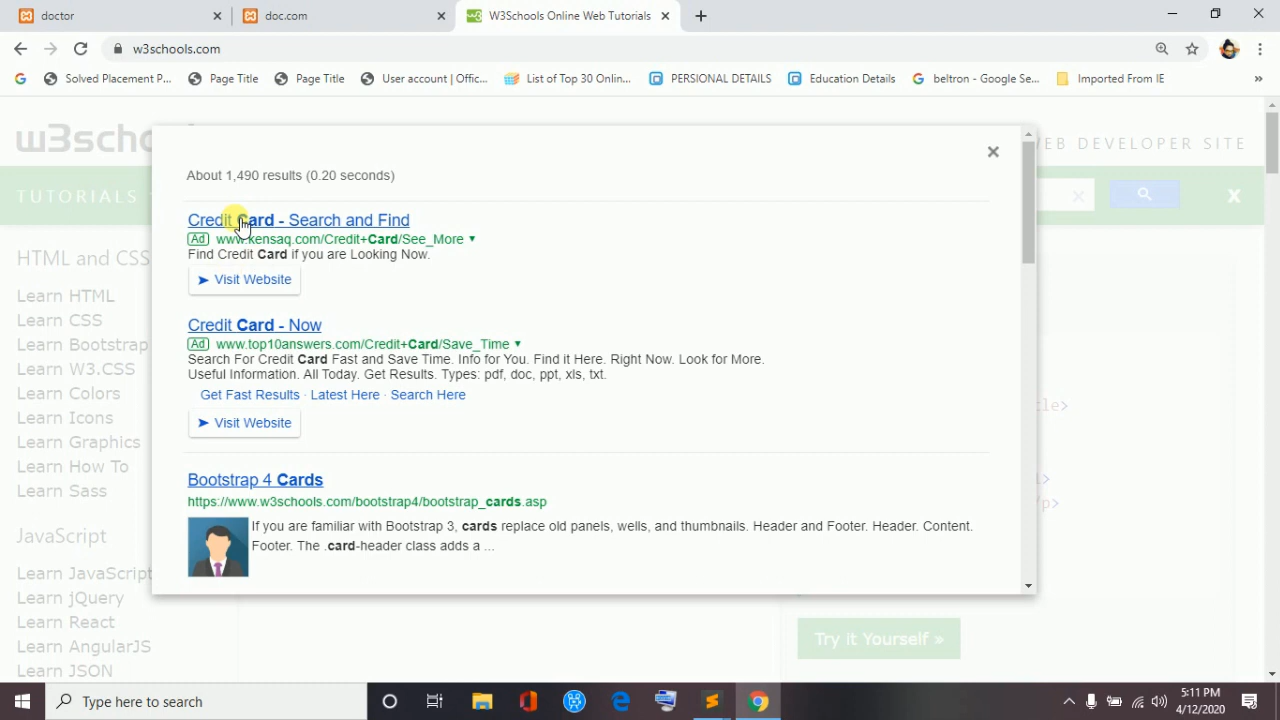 doctor
doc.com
W3Schools Online Web Tutorials
w3schools.com
Solved Placement P...
Page Title
Page Title
User account | Offic...
List of Top 30 Onlin...
PERSIONAL DETAILS
Education Details
beltron - Google Se...
Imported From IE
w3scho
EB DEVELOPER SITE
TUTORIALS
About 1,490 results (0.20 seconds)
Credit Card - Search and Find
Ad www.kensaq.com/Credit+Card/See_More
Find Credit Card if you are Looking Now.
Visit Website
Credit Card - Now
Ad www.top10answers.com/Credit+Card/Save_Time
Search For Credit Card Fast and Save Time. Info for You. Find it Here. Right Now. Look for More.
Useful Information. All Today. Get Results. Types: pdf, doc, ppt, xls, txt.
Get Fast Results · Latest Here · Search Here
Visit Website
Bootstrap 4 Cards
https://www.w3schools.com/bootstrap4/bootstrap_cards.asp
If you are familiar with Bootstrap 3, cards replace old panels, wells, and thumbnails. Header and Footer. Header. Content.
Footer. The .card-header class adds a ...
HTML and CSS
Learn HTML
Learn CSS
Learn Bootstrap
Learn W3.CSS
Learn Colors
Learn Icons
Learn Graphics
Learn How To
Learn Sass
JavaScript
Learn JavaScript
Learn jQuery
Learn React
Learn AngularJS
Learn JSON
tle>
l>
/p>
Try it Yourself »
Type here to search
5:11 PM
4/12/2020